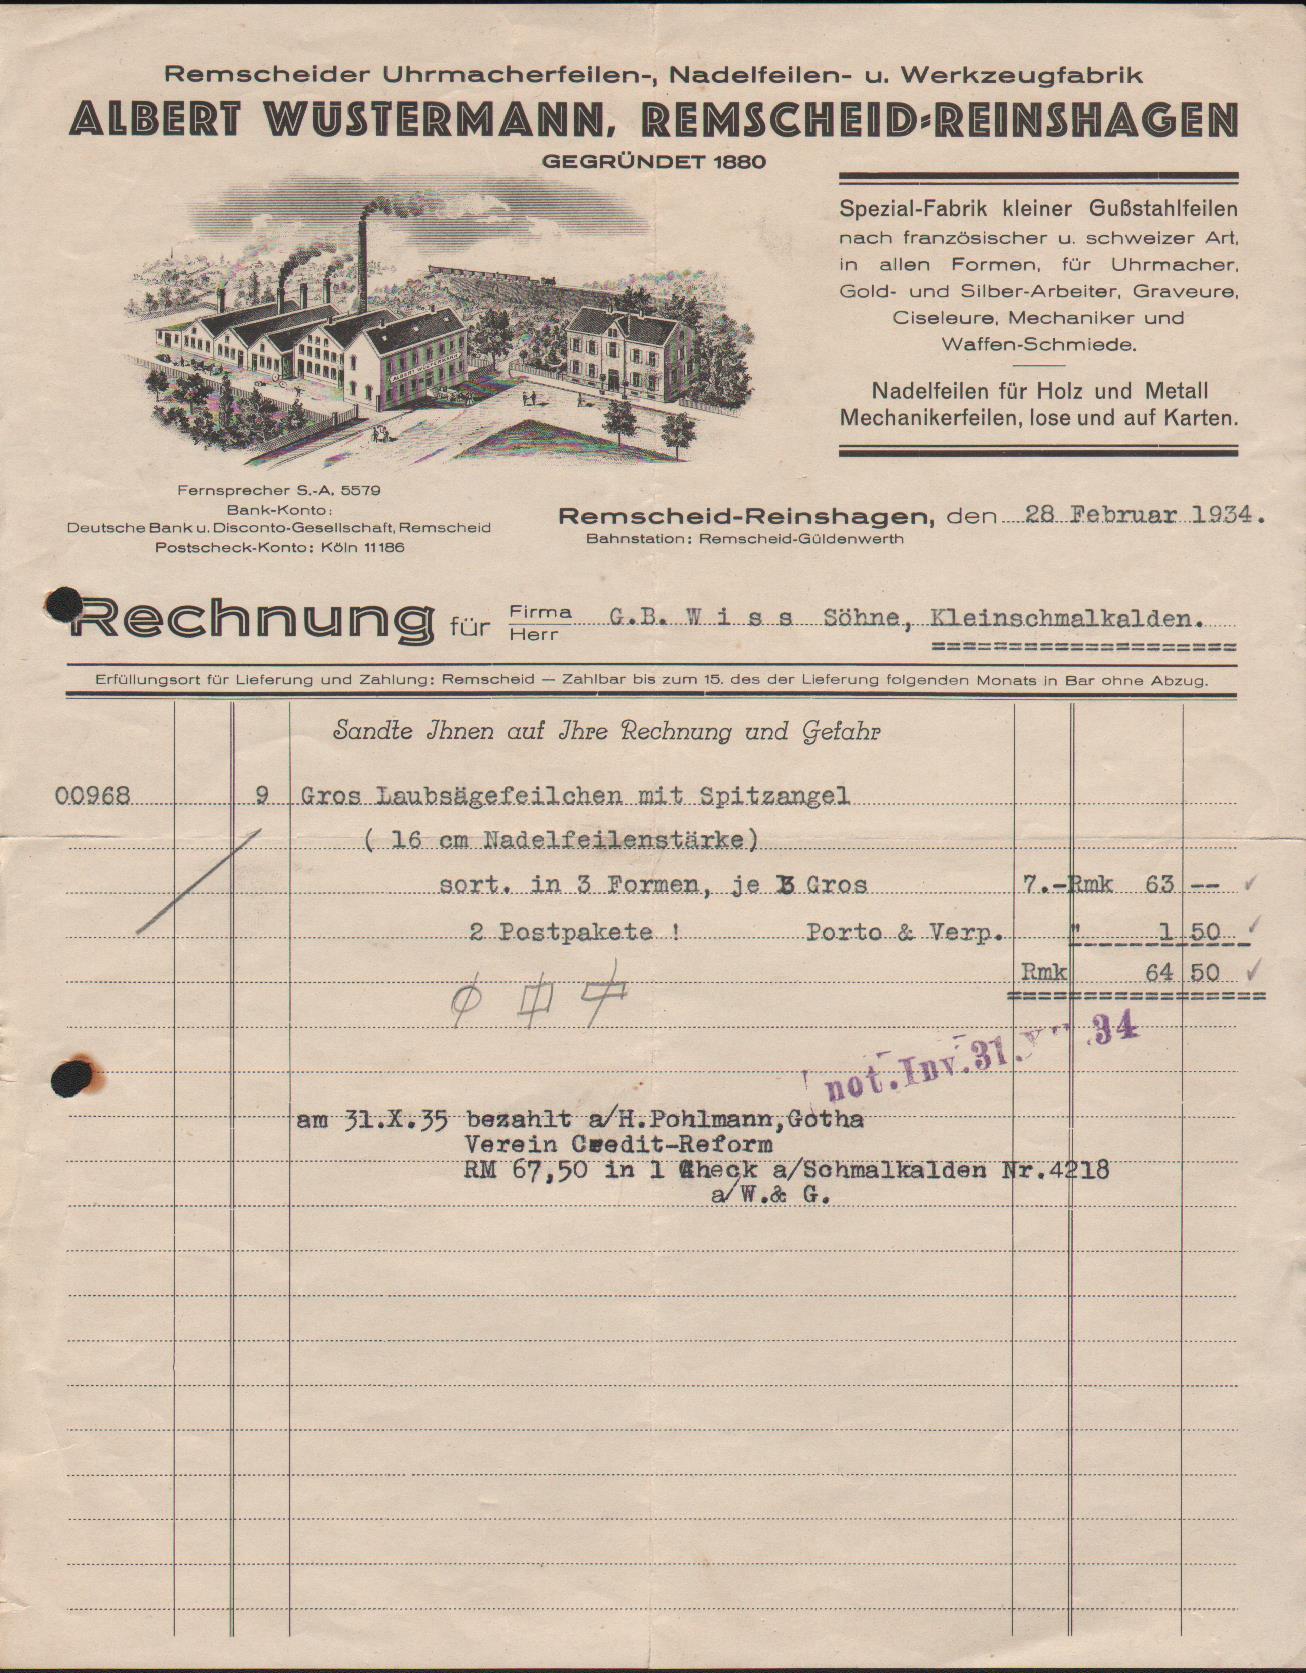 Remscheider Uhrmacherfeilen-, Nadelfeilen- u. Werkzeugfabrik
ALBERT WÜSTERMANN, REMSCHEID-REINSHAGEN
GEGRÜNDET 1880
Spezial-Fabrik kleiner Gußstahlfeilen
nach französischer u. schweizer Art,
in allen Formen, für Uhrmacher,
Gold- und Silber-Arbeiter, Graveure,
Ciseleure, Mechaniker und
Waffen-Schmiede.
Nadelfeilen für Holz und Metall
Mechanikerfeilen, lose und auf Karten.
ALBERT WÜSTERMANN
Fernsprecher S.-A. 5579
Bank-Konto:
Deutsche Bank u. Disconto-Gesellschaft, Remscheid
Postscheck-Konto: Köln 11186
Remscheid-Reinshagen, den 28 Februar 1934.
Bahnstation: Remscheid-Güldenwerth
Rechnung für Firma Herr G.B. W i s s Söhne, Kleinschmalkalden.
Erfüllungsort für Lieferung und Zahlung: Remscheid — Zahlbar bis zum 15. des der Lieferung folgenden Monats in Bar ohne Abzug.
Sandte Ihnen auf Ihre Rechnung und Gefahr
00968 9 Gros Laubsägefeilchen mit Spitzangel
( 16 cm Nadelfeilenstärke)
sort. in 3 Formen, je 3 Gros 7.- Rmk 63 --
2 Postpakete ! Porto & Verp. " 1 50
Rmk 64 50
not. Inv. 31. 34
am 31.X.35 bezahlt a/H.Pohlmann,Gotha
Verein Credit-Reform
RM 67,50 in 1 Check a/Schmalkalden Nr.4218
a/W.& G.